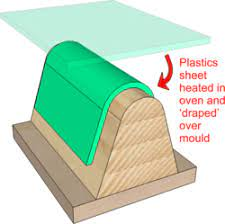 Plastics
sheet
heated in
oven and
‘draped’
over
mould